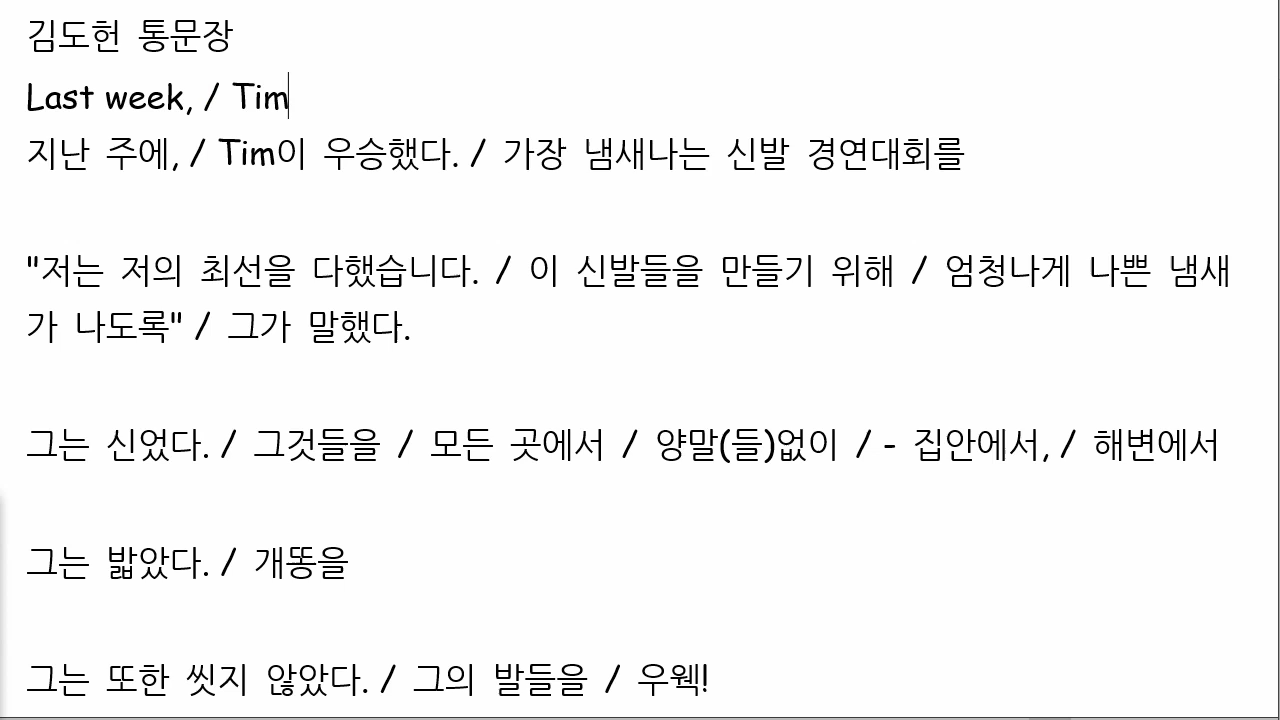 김도헌 통문장
Last week, / Tim
지난 주에, / Tim이 우승했다. / 가장 냄새나는 신발 경연대회를
"저는 저의 최선을 다했습니다. / 이 신발들을 만들기 위해 / 엄청나게 나쁜 냄새
가 나도록" / 그가 말했다.
그는 신었다. / 그것들을 / 모든 곳에서 / 양말(들)없이 / - 집안에서, / 해변에서
그는 밟았다. / 개똥을
그는 또한 씻지 않았다. / 그의 발들을 / 우웩!